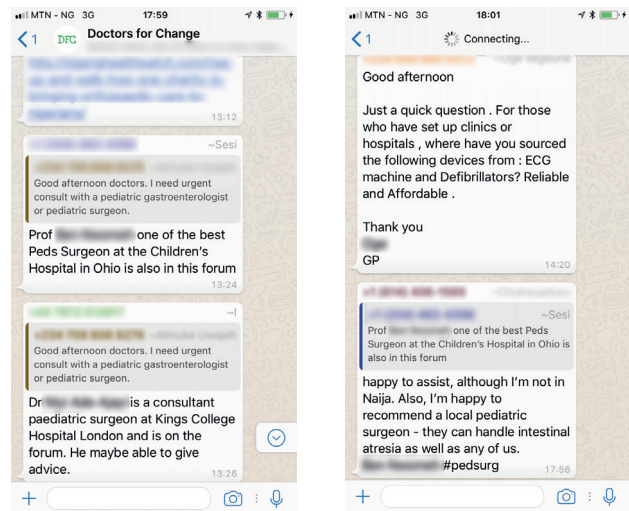 MTN - NG 3G 17:59
1 DFC Doctors for Change
13:12
~Sesi
Good afternoon doctors. I need urgent
consult with a pediatric gastroenterologist
or pediatric surgeon.
Prof one of the best
Peds Surgeon at the Children's
Hospital in Ohio is also in this forum
13:24
~I
Good afternoon doctors. I need urgent
consult with a pediatric gastroenterologist
or pediatric surgeon.
Dr is a consultant
paediatric surgeon at Kings College
Hospital London and is on the
forum. He maybe able to give
advice.
13:26
MTN - NG 3G 18:01
1 Connecting...
Good afternoon
Just a quick question . For those
who have set up clinics or
hospitals , where have you sourced
the following devices from : ECG
machine and Defibrillators? Reliable
and Affordable .
Thank you
GP
14:20
~Sesi
Prof one of the best Peds
Surgeon at the Children's Hospital in Ohio is
also in this forum
happy to assist, although I'm not in
Naija. Also, I'm happy to
recommend a local pediatric
surgeon - they can handle intestinal
atresia as well as any of us.
#pedsurg
17:56